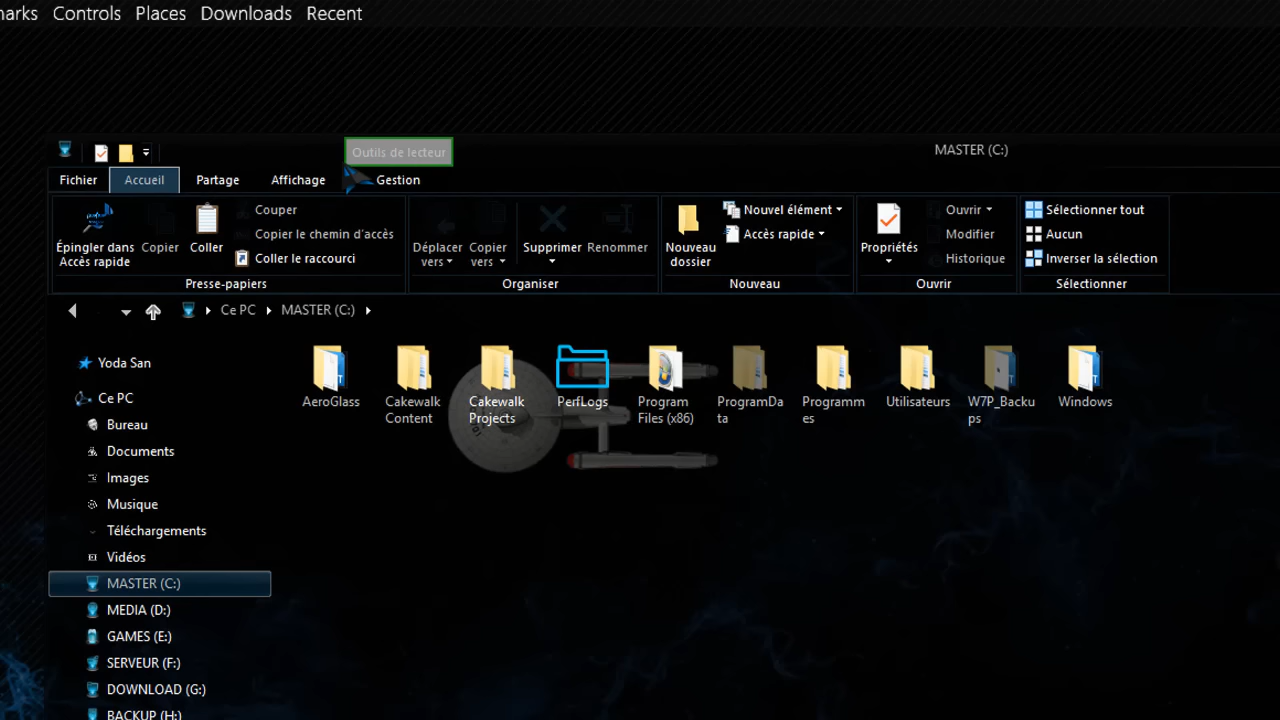 Controls Places Downloads Recent
Outils de lecteur
MASTER (C:)
Fichier Accueil Partage Affichage Gestion
Épingler dans
Accès rapide
Copier
Coller
Couper
Copier le chemin d'accès
Coller le raccourci
Presse-papiers
Déplacer
vers
Copier
vers
Supprimer
Renommer
Organiser
Nouveau
dossier
Nouvel élément
Accès rapide
Nouveau
Propriétés
Ouvrir
Modifier
Historique
Ouvrir
Sélectionner tout
Aucun
Inverser la sélection
Sélectionner
Ce PC MASTER (C:)
Yoda San
Ce PC
Bureau
Documents
Images
Musique
Téléchargements
Vidéos
MASTER (C:)
MEDIA (D:)
GAMES (E:)
SERVEUR (F:)
DOWNLOAD (G:)
BACKUP (H:)
AeroGlass
Cakewalk
Content
Cakewalk
Projects
PerfLogs
Program
Files (x86)
ProgramDa
ta
Programm
es
Utilisateurs
W7P_Backu
ps
Windows